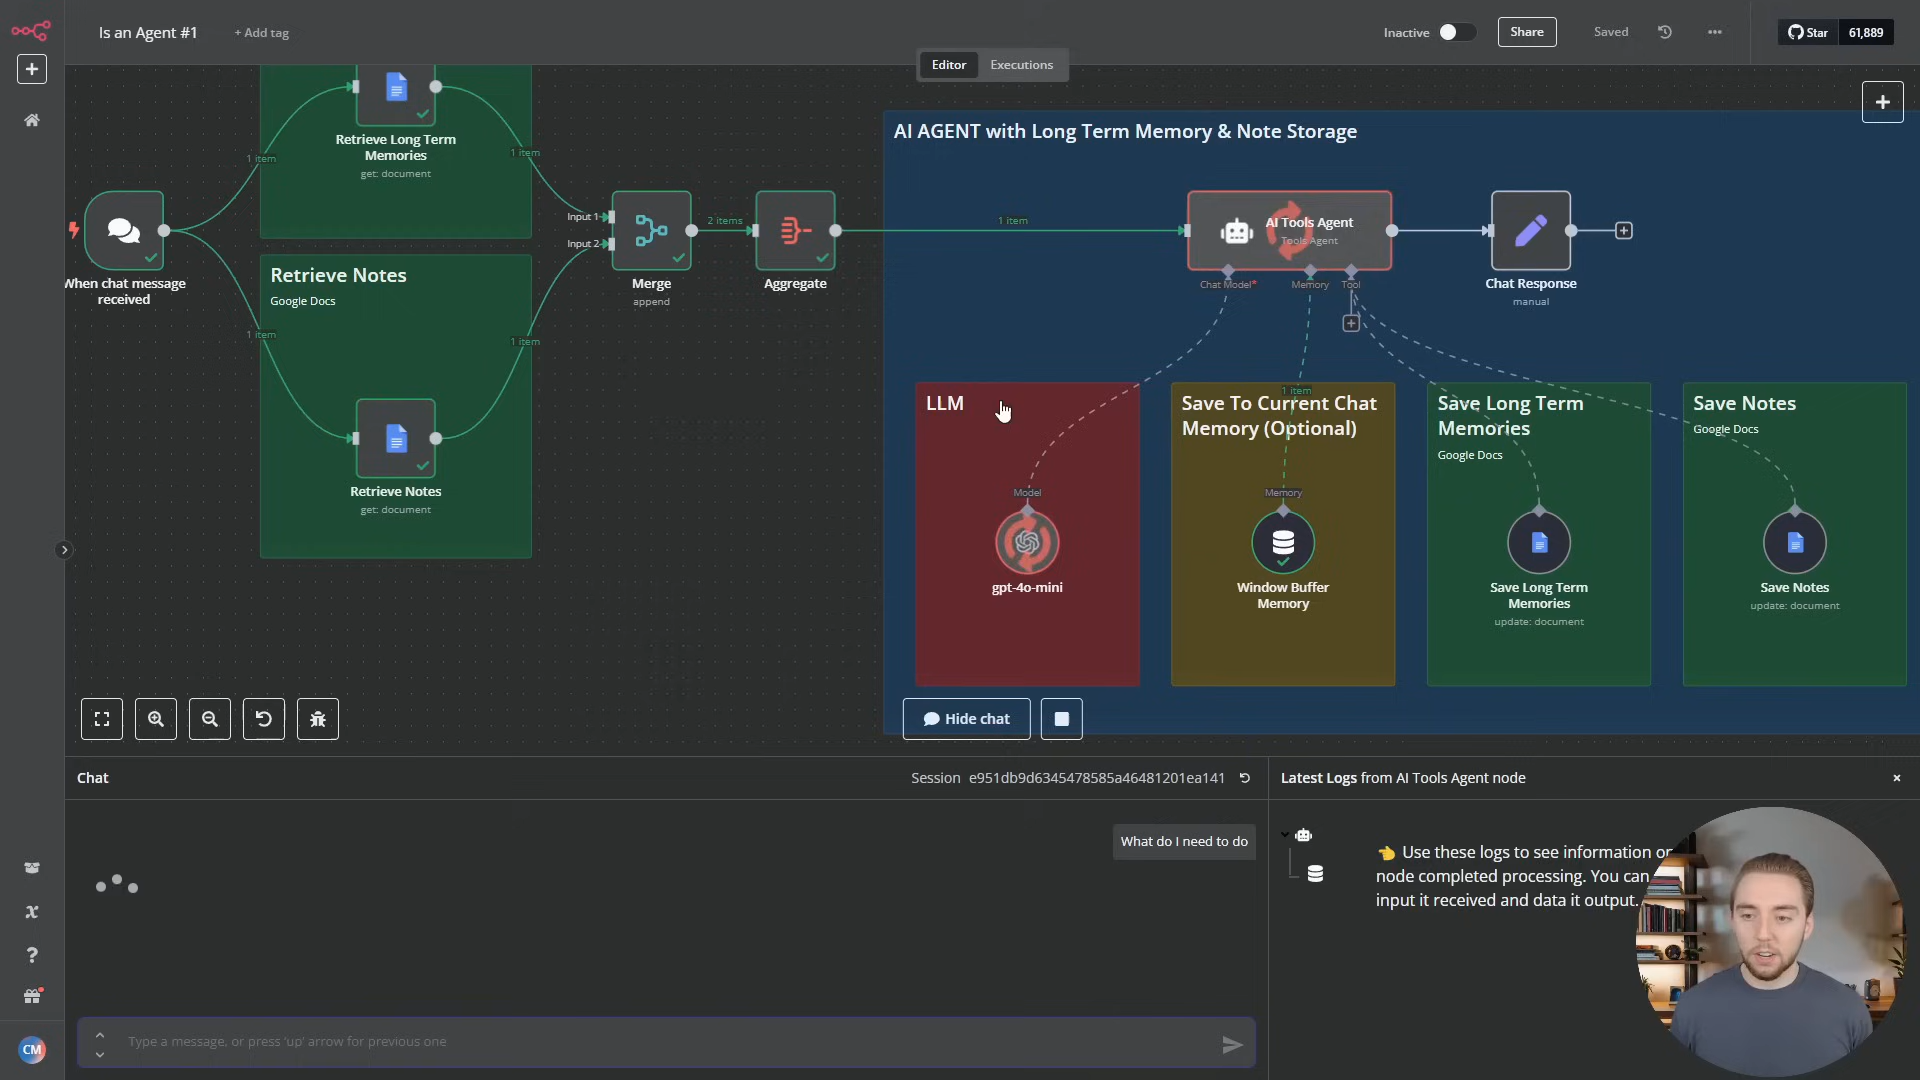 Is an Agent #1
+ Add tag
Inactive
Share
Saved
Star
61,889
Editor
Executions
AI AGENT with Long Term Memory & Note Storage
Retrieve Long Term
Memories
get: document
1 item
1 item
When chat message
received
Retrieve Notes
Google Docs
1 item
1 item
Retrieve Notes
get: document
Input 1
Input 2
Merge
append
2 items
Aggregate
1 item
AI Tools Agent
Tools Agent
Chat Model*
Memory
Tool
Chat Response
manual
LLM
Model
gpt-4o-mini
Save To Current Chat
Memory (Optional)
1 item
Memory
Window Buffer
Memory
Save Long Term
Memories
Google Docs
Save Long Term
Memories
update: document
Save Notes
Google Docs
Save Notes
update: document
Hide chat
Chat
Session e951db9d6345478585a46481201ea141
What do I need to do
Type a message, or press 'up' arrow for previous one
Latest Logs from AI Tools Agent node
👈 Use these logs to see information
node completed processing. You can
input it received and data it output.
CM